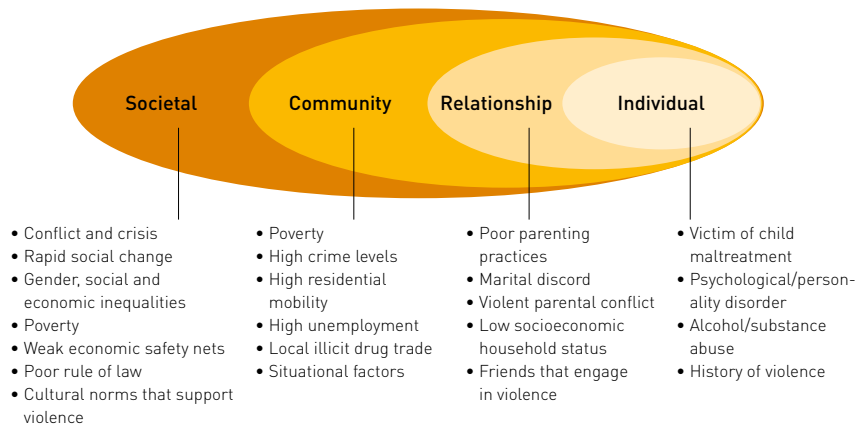 Societal
Community
Relationship
Individual
• Conflict and crisis
• Rapid social change
• Gender, social and
economic inequalities
• Poverty
• Weak economic safety nets
• Poor rule of law
• Cultural norms that support
violence
• Poverty
• High crime levels
• High residential
mobility
• High unemployment
• Local illicit drug trade
• Situational factors
• Poor parenting
practices
• Marital discord
• Violent parental conflict
• Low socioeconomic
household status
• Friends that engage
in violence
• Victim of child
maltreatment
• Psychological/person-
ality disorder
• Alcohol/substance
abuse
• History of violence